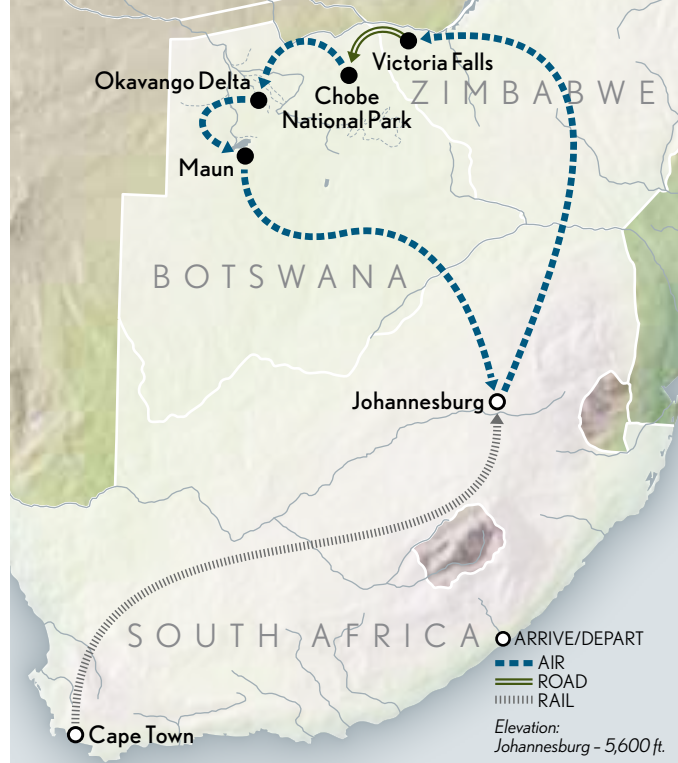 Victoria Falls
Okavango Delta
Chobe
National Park
ZIMBABWE
Maun
BOTSWANA
Johannesburg
SOUTH AFRICA
ARRIVE/DEPART
AIR
ROAD
RAIL
Elevation:
Johannesburg – 5,600 ft.
Cape Town